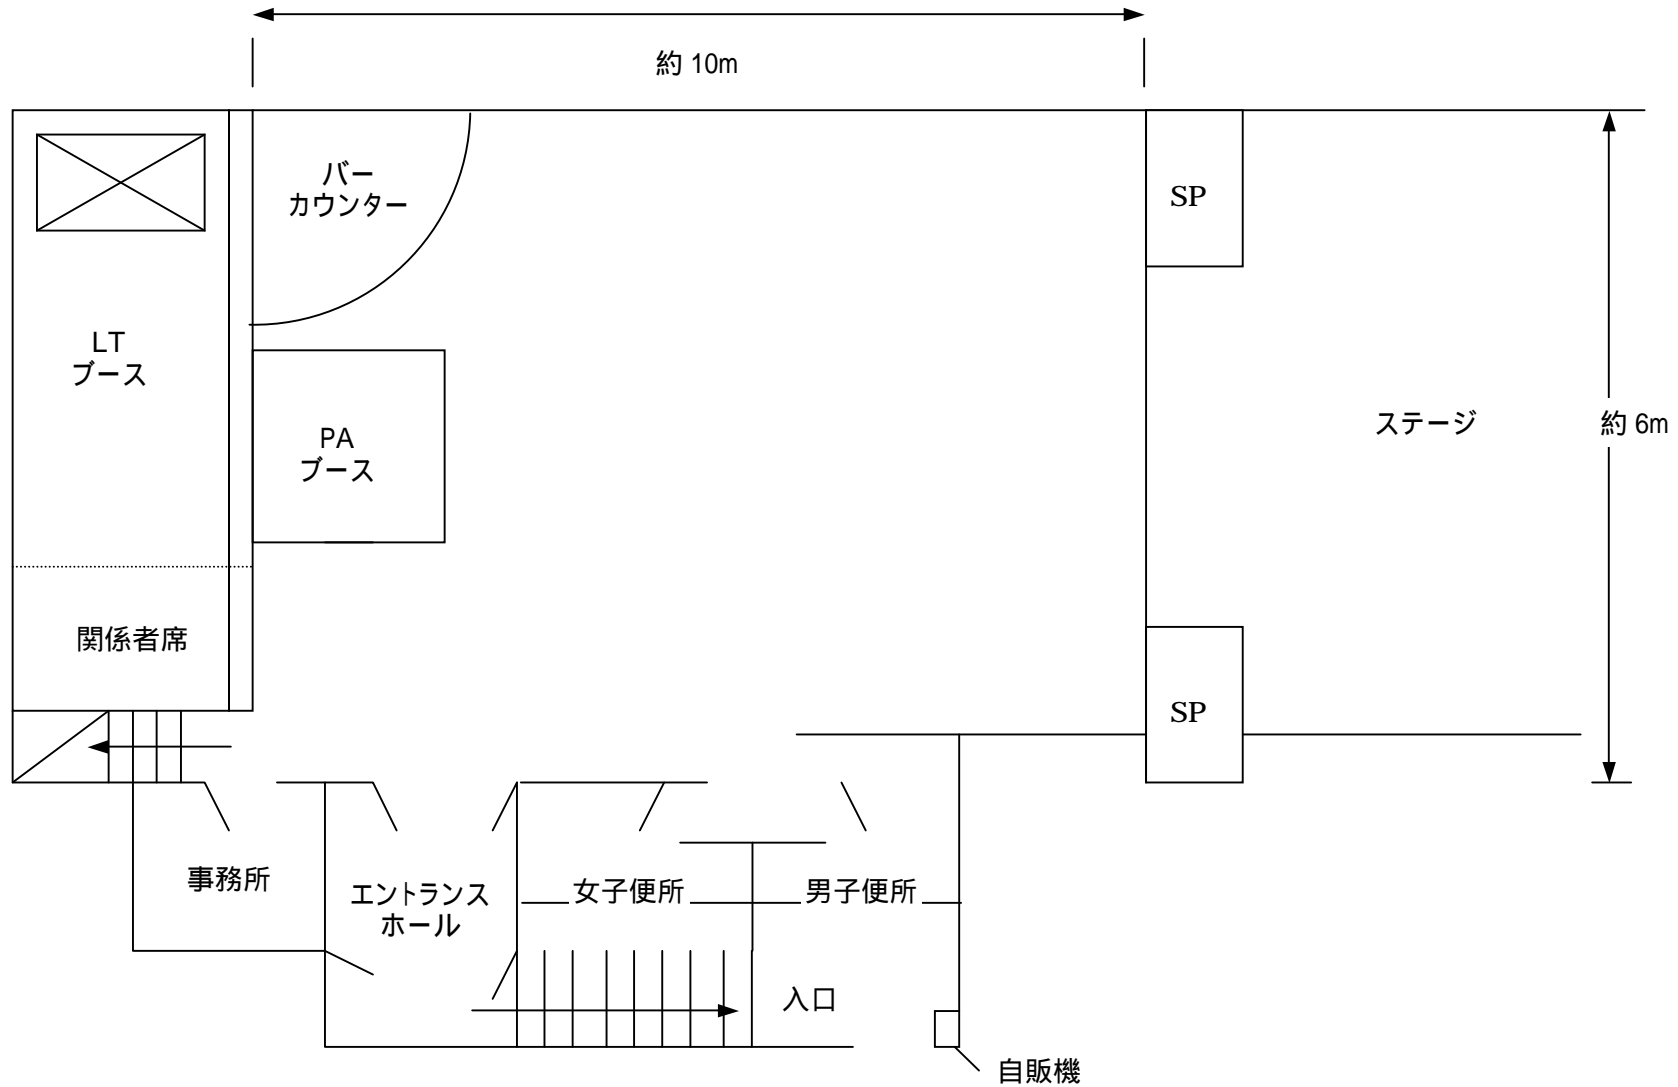 約 10m
バー
カウンター
SP
LT
ブース
PA
ブース
ステージ
約 6m
関係者席
SP
事務所
エントランス
ホール
女子便所
男子便所
入口
自販機